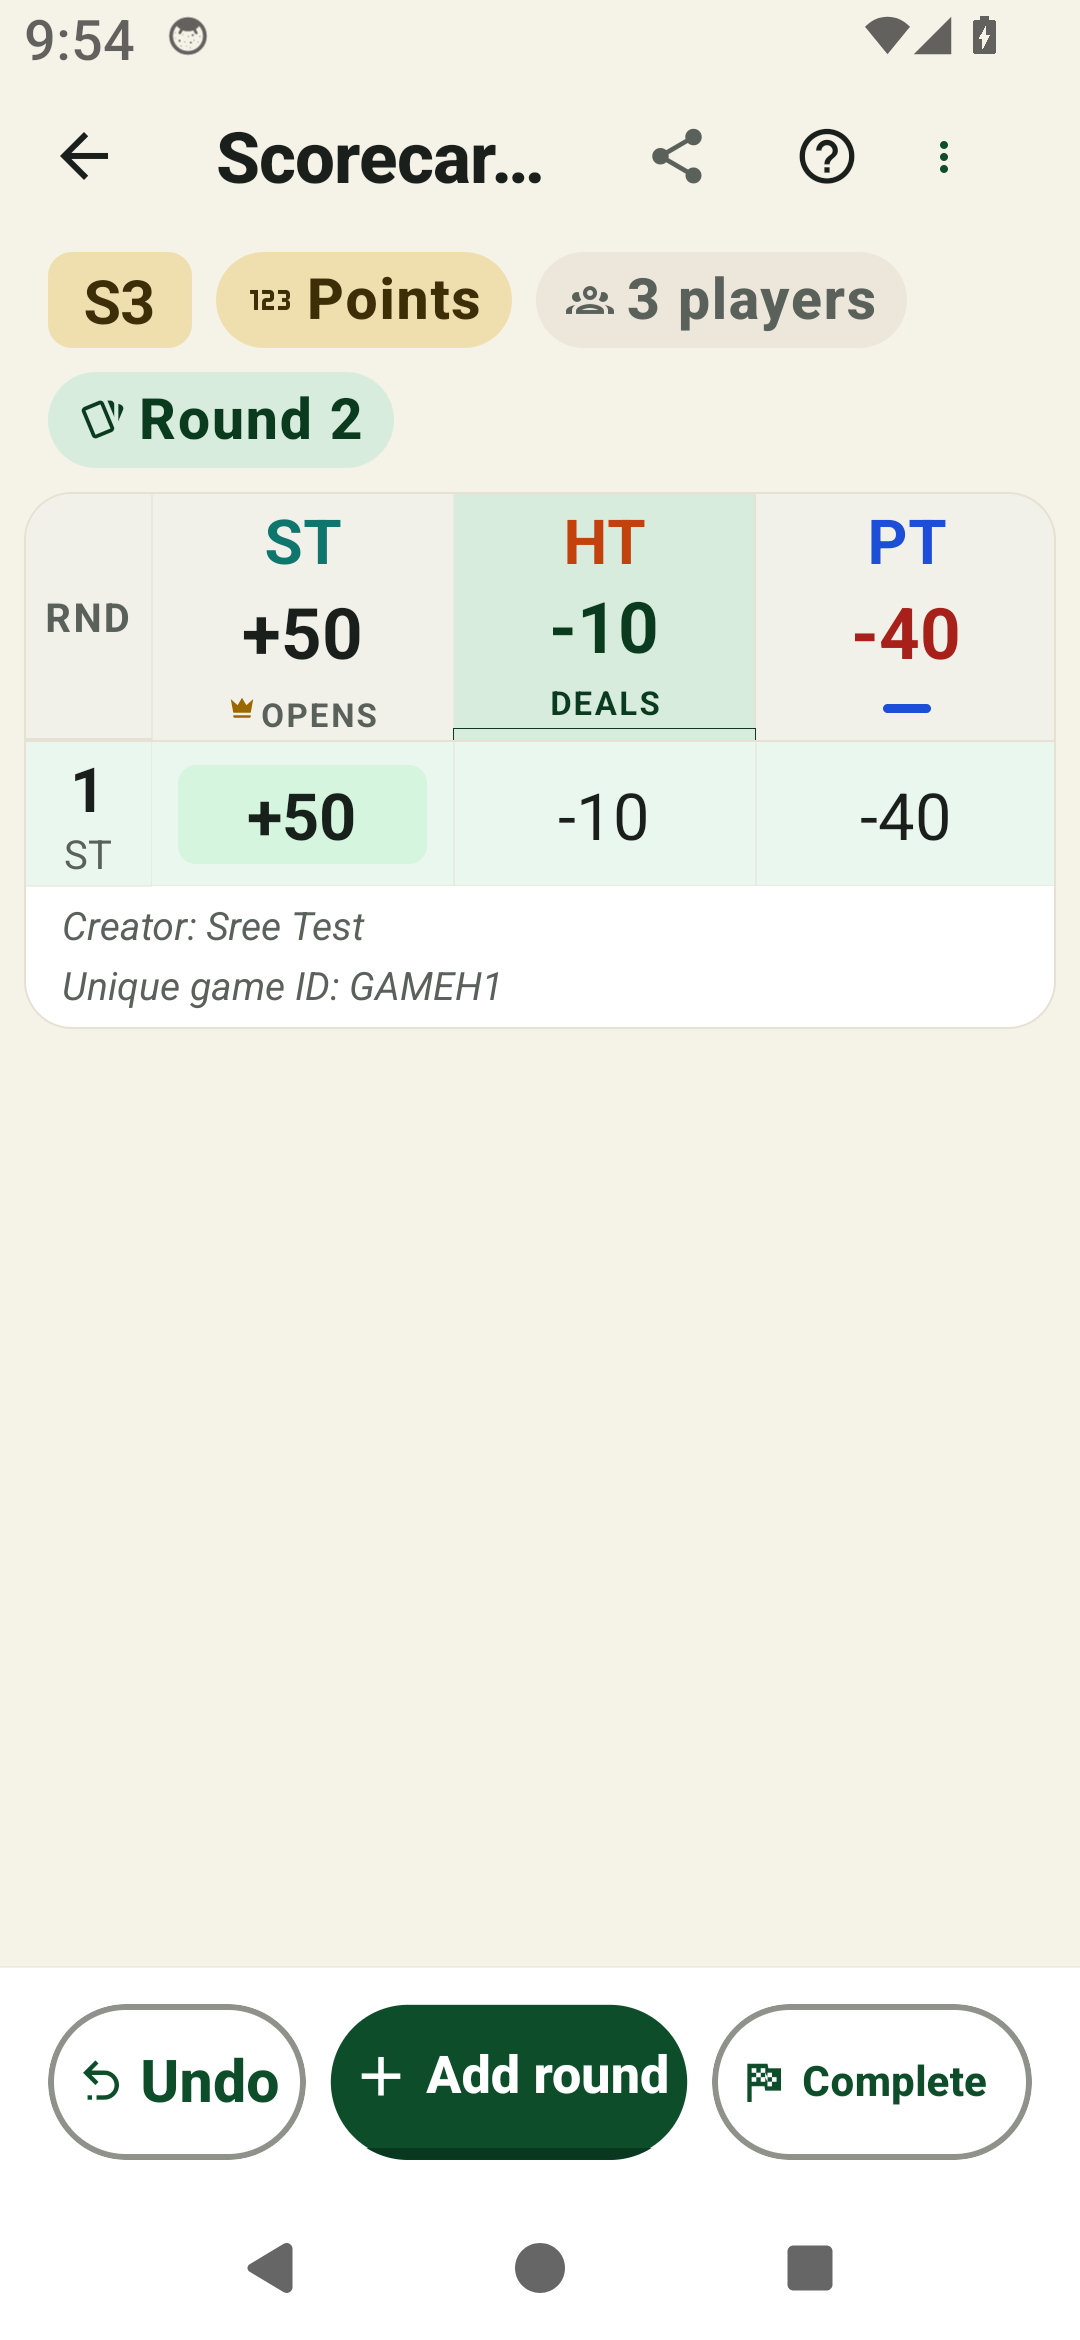 9:54
Scorecar...
S3
123 Points
3 players
Round 2
RND
ST
HT
PT
+50
-10
-40
OPENS
DEALS
1
ST
+50
-10
-40
Creator: Sree Test
Unique game ID: GAMEH1
Undo
+ Add round
Complete